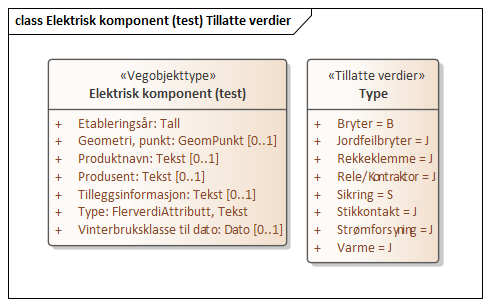 class Elektrisk komponent (test) Tillatte verdier
«Vegobjekttype»
Elektrisk komponent (test)
+ Etableringsår: Tall
+ Geometri, punkt: GeomPunkt [0..1]
+ Produktnavn: Tekst [0..1]
+ Produsent: Tekst [0..1]
+ Tilleggsinformasjon: Tekst [0..1]
+ Type: FlerverdiAttributt, Tekst
+ Vinterbruksklasse til dato: Dato [0..1]
«Tillatte verdier»
Type
+ Bryter = B
+ Jordfeilbryter = J
+ Rekkeklemme = J
+ Rele/Kontraktor = J
+ Sikring = S
+ Stikkontakt = J
+ Strømforsyning = J
+ Varme = J